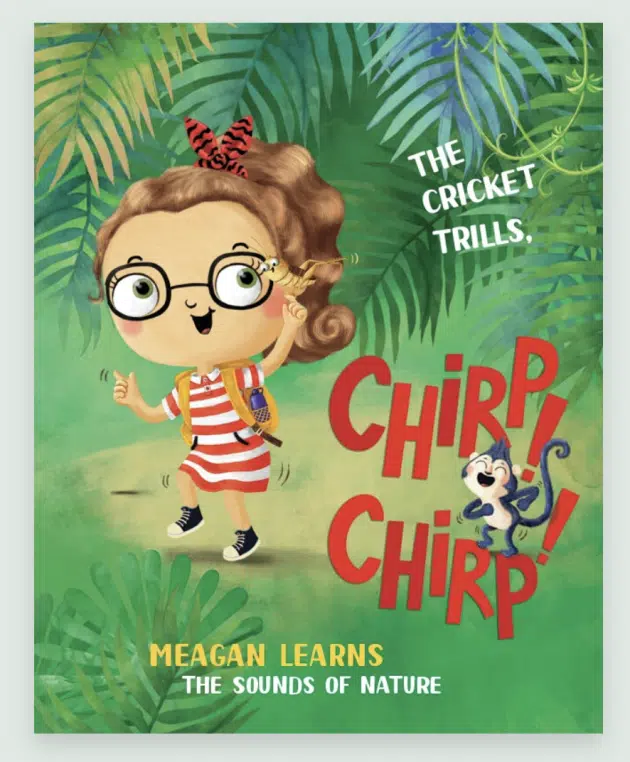 THE
CRICKET
TRILLS,
CHiRP!
CHiRP!
MEAGAN LEARNS
THE SOUNDS OF NATURE